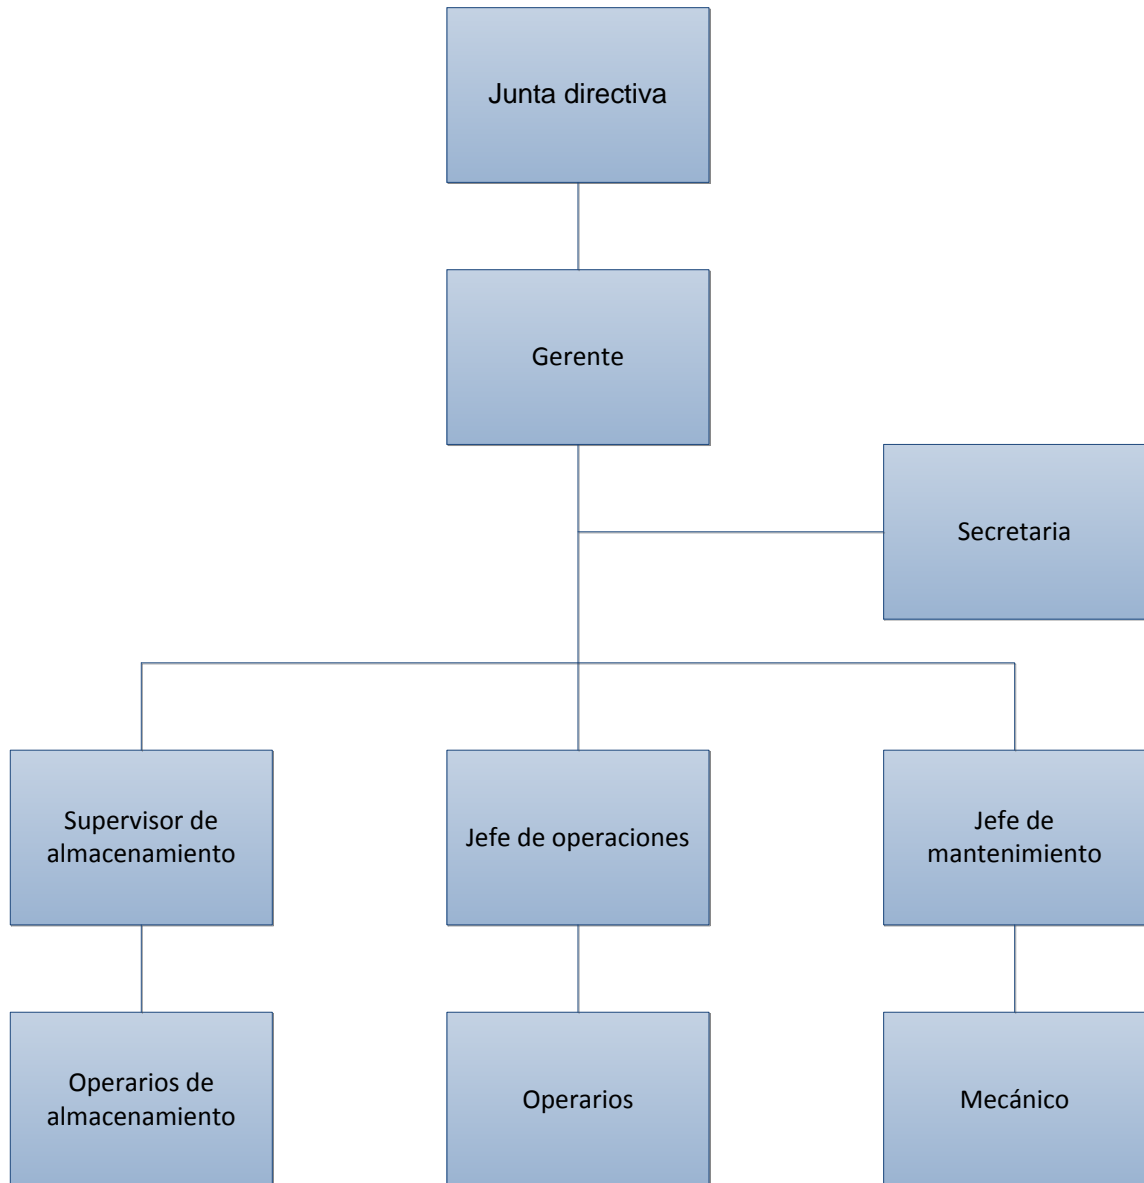 Junta directiva
Gerente
Secretaria
Supervisor de
almacenamiento
Jefe de operaciones
Jefe de
mantenimiento
Operarios de
almacenamiento
Operarios
Mecánico